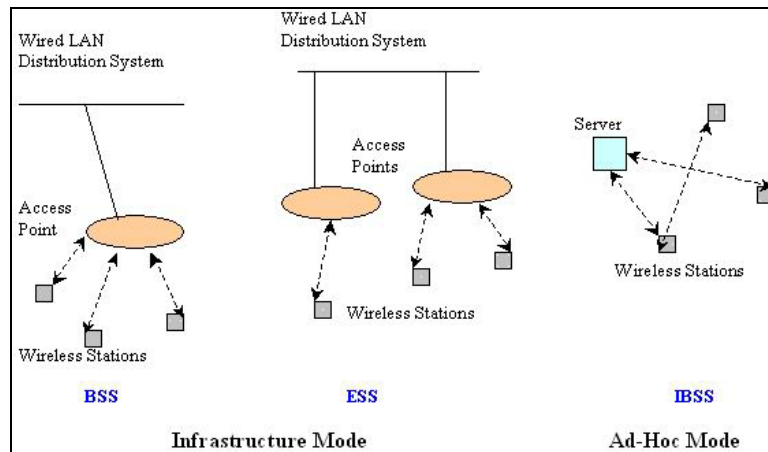 Wired LAN
Distribution System
Access
Point
Wireless Stations
BSS
Wired LAN
Distribution System
Access
Points
Wireless Stations
ESS
Infrastructure Mode
Server
Wireless Stations
IBSS
Ad-Hoc Mode